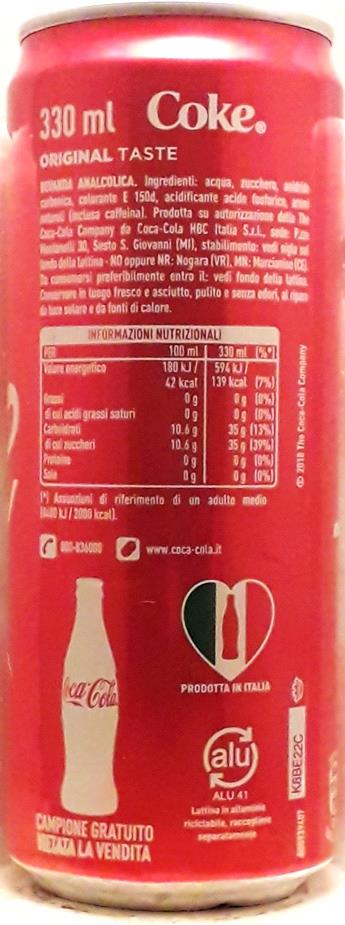 330 ml Coke®
ORIGINAL TASTE
BEVANDA ANALCOLICA. Ingredienti: acqua, zucchero, anidride
carbonica, colorante E 150d, acidificante acido fosforico, aromi
naturali (inclusa caffeina). Prodotta su autorizzazione della The
Coca-Cola Company da Coca-Cola HBC Italia S.r.l., sede: P.zza
Montanelli 30, Sesto S. Giovanni (MI), stabilimento: vedi sigla sul
fondo della lattina - NO oppure NR: Nogara (VR), MN: Marcianise (CE).
Da consumarsi preferibilmente entro il: vedi fondo della lattina.
Conservare in luogo fresco e asciutto, pulito e senza odori, al riparo
da luce solare e da fonti di calore.
INFORMAZIONI NUTRIZIONALI
PER 100 ml 330 ml (%*)
Valore energetico 180 kJ / 594 kJ /
42 kcal 139 kcal (7%)
Grassi 0 g 0 g (0%)
di cui acidi grassi saturi 0 g 0 g (0%)
Carboidrati 10.6 g 35 g (13%)
di cui zuccheri 10.6 g 35 g (39%)
Proteine 0 g 0 g (0%)
Sale 0 g 0 g (0%)
(*) Assunzioni di riferimento di un adulto medio
(8400 kJ / 2000 kcal).
© 2018 The Coca-Cola Company
800-836000 www.coca-cola.it
Coca-Cola
PRODOTTA IN ITALIA
alu
ALU 41
Lattina in alluminio
riciclabile, raccogliere
separatamente
K8BE22C
CAMPIONE GRATUITO
VIETATA LA VENDITA